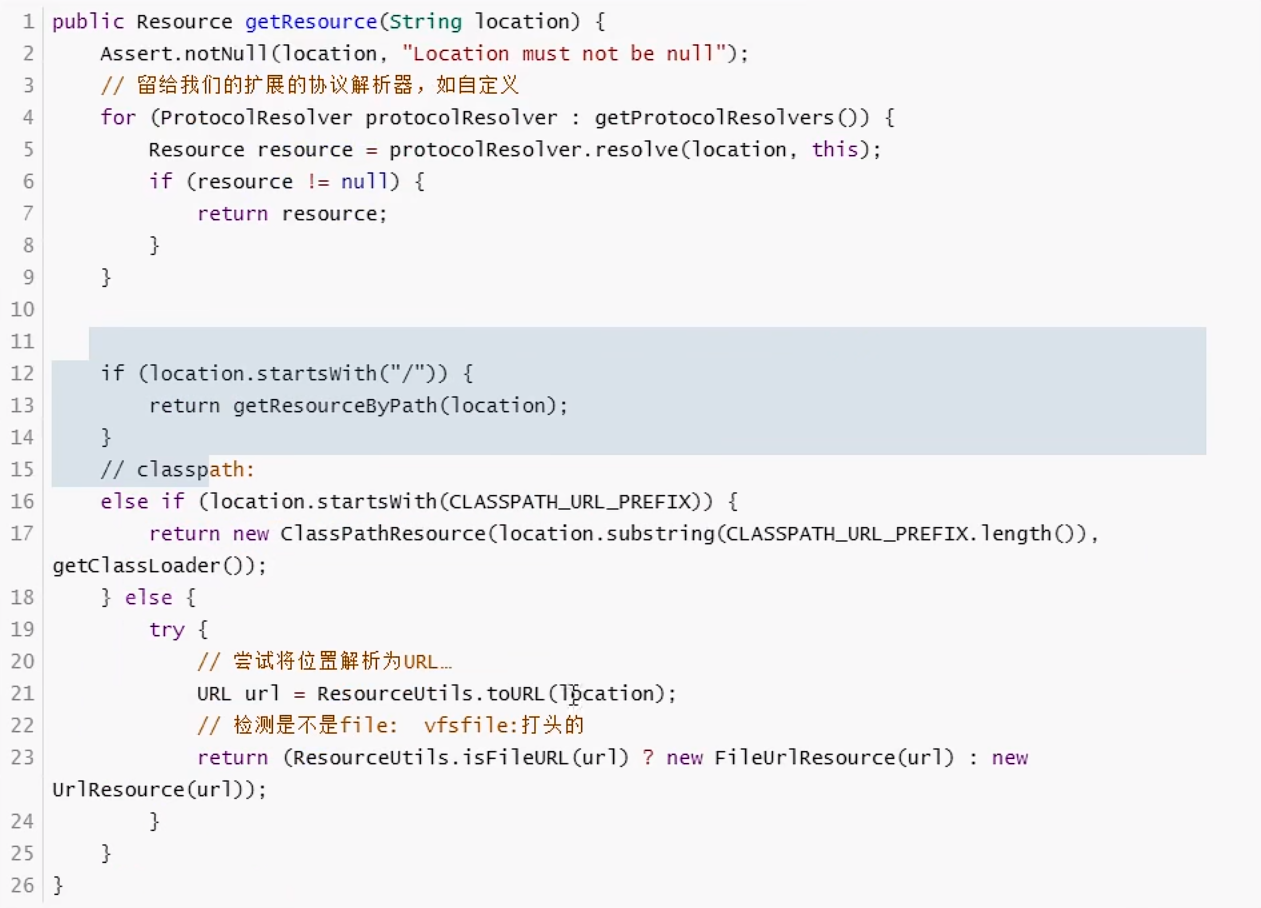 1 public Resource getResource(String location) {
2     Assert.notNull(location, "Location must not be null");
3     // 留给我们的扩展的协议解析器，如自定义
4     for (ProtocolResolver protocolResolver : getProtocolResolvers()) {
5         Resource resource = protocolResolver.resolve(location, this);
6         if (resource != null) {
7             return resource;
8         }
9     }
10
11
12     if (location.startsWith("/")) {
13         return getResourceByPath(location);
14     }
15     // classpath:
16     else if (location.startsWith(CLASSPATH_URL_PREFIX)) {
17         return new ClassPathResource(location.substring(CLASSPATH_URL_PREFIX.length()),
getClassLoader());
18     } else {
19         try {
20             // 尝试将位置解析为URL…
21             URL url = ResourceUtils.toURL(location);
22             // 检测是不是file:  vfsfile:打头的
23             return (ResourceUtils.isFileURL(url) ? new FileUrlResource(url) : new
UrlResource(url));
24         }
25     }
26 }